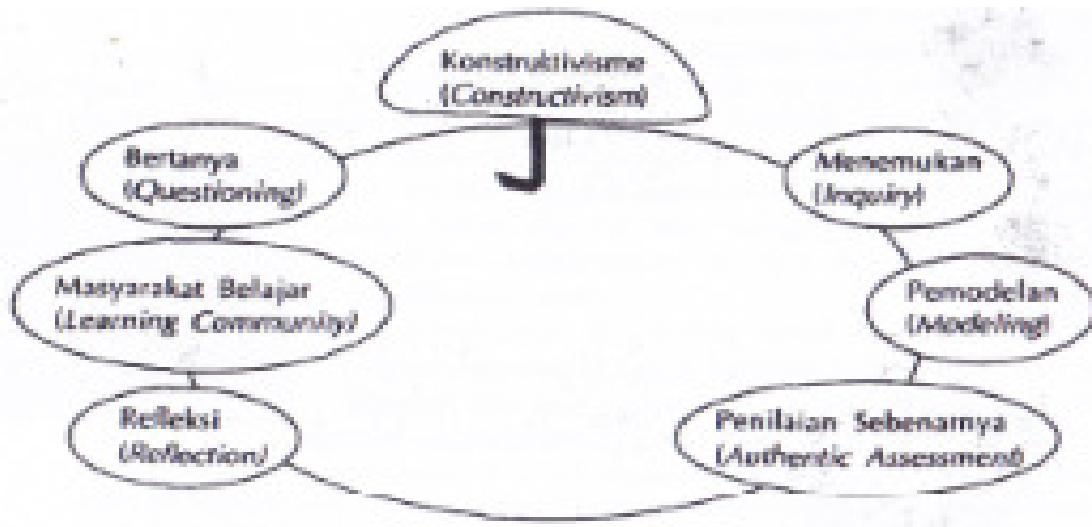 Konstruktivisme
(Constructivism)
Bertanya
(Questioning)
Menemukan
(Inquiry)
Masyarakat Belajar
(Learning Community)
Pemodelan
(Modeling)
Refleksi
(Reflection)
Penilaian Sebenarnya
(Authentic Assessment)